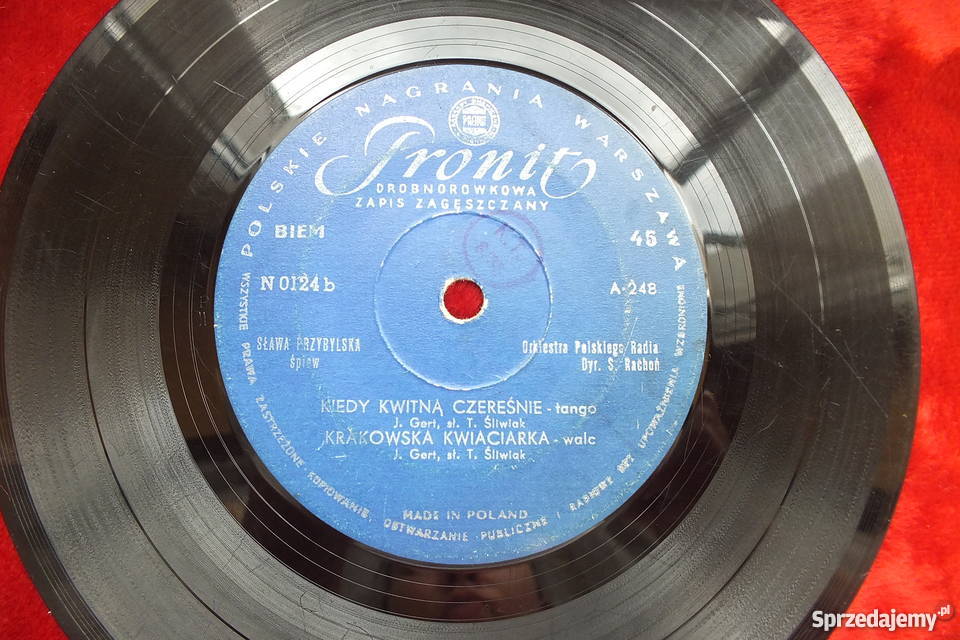 POLSKIE NAGRANIA WARSZAWA
Pronit
DROBNOROWKOWA
ZAPIS ZAGĘSZCZANY
BIEM
45
N 0124 b
A-248
SŁAWA PRZYBYLSKA
śpiew
Orkiestra Polskiego Radia
Dyr. S. Rachoń
KIEDY KWITNĄ CZEREŚNIE - tango
J. Gert, sł. T. Śliwiak
KRAKOWSKA KWIACIARKA - walc
J. Gert, sł. T. Śliwiak
MADE IN POLAND
WSZYSTKIE PRAWA ZASTRZEŻONE KOPIOWANIE, ODTWARZANIE PUBLICZNE I RADIOWE BEZ UPOWAŻNIENIA WZBRONIONE
Sprzedajemy.pl